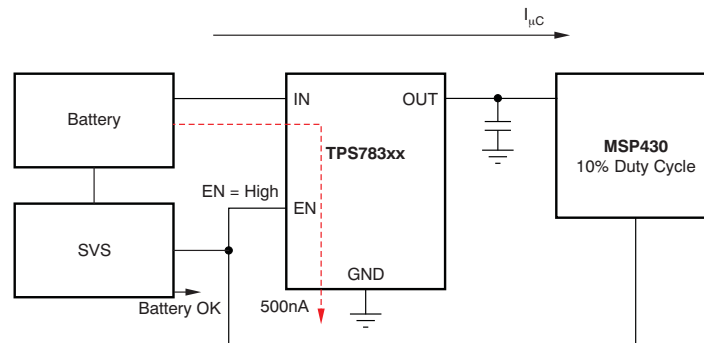 IμC
Battery
IN
OUT
TPS783xx
MSP430
10% Duty Cycle
EN = High
EN
SVS
GND
Battery OK
500nA